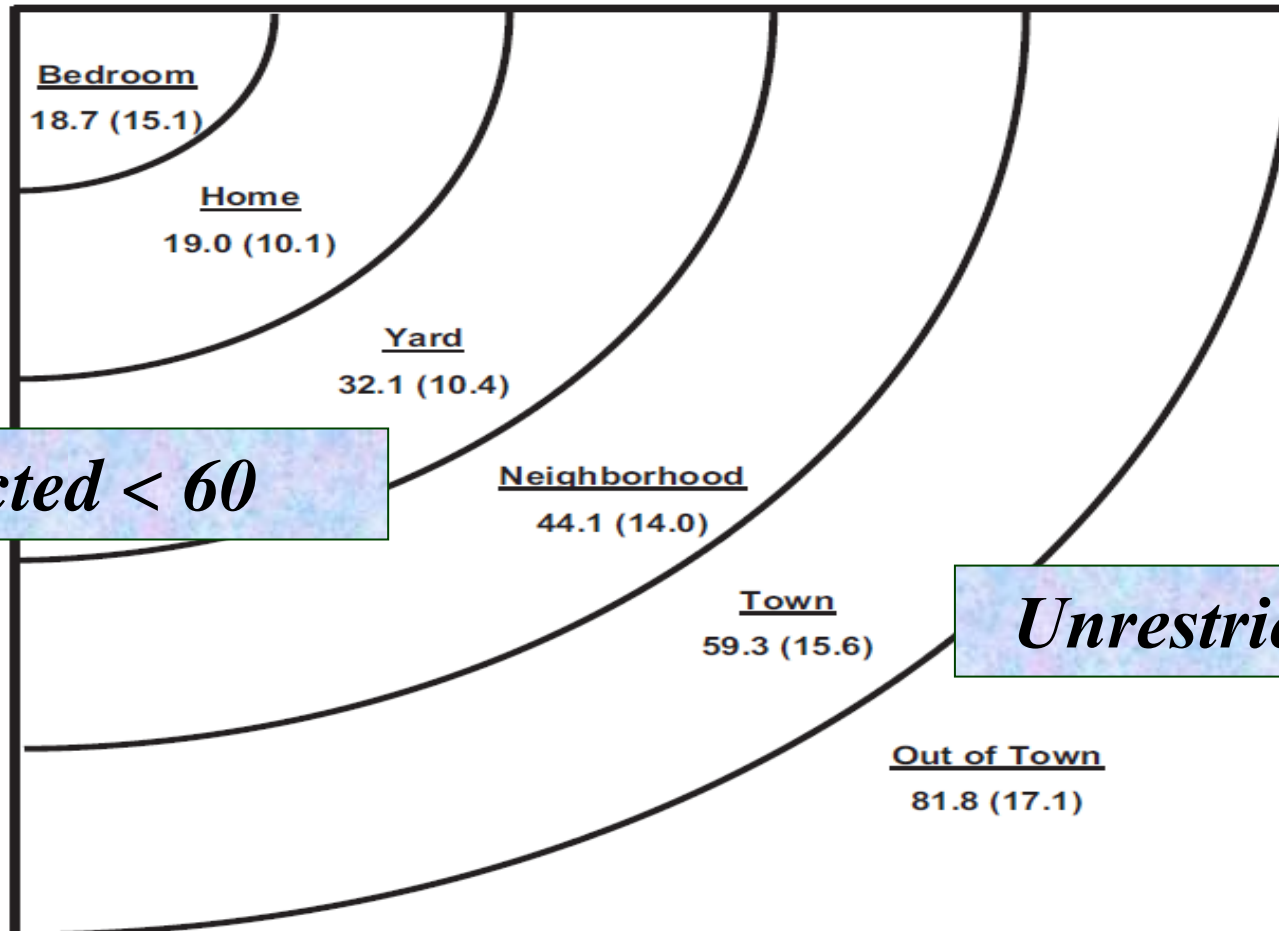 Bedroom
18.7 (15.1)
Home
19.0 (10.1)
Yard
32.1 (10.4)
cted < 60
Neighborhood
44.1 (14.0)
Town
59.3 (15.6)
Unrestric
Out of Town
81.8 (17.1)